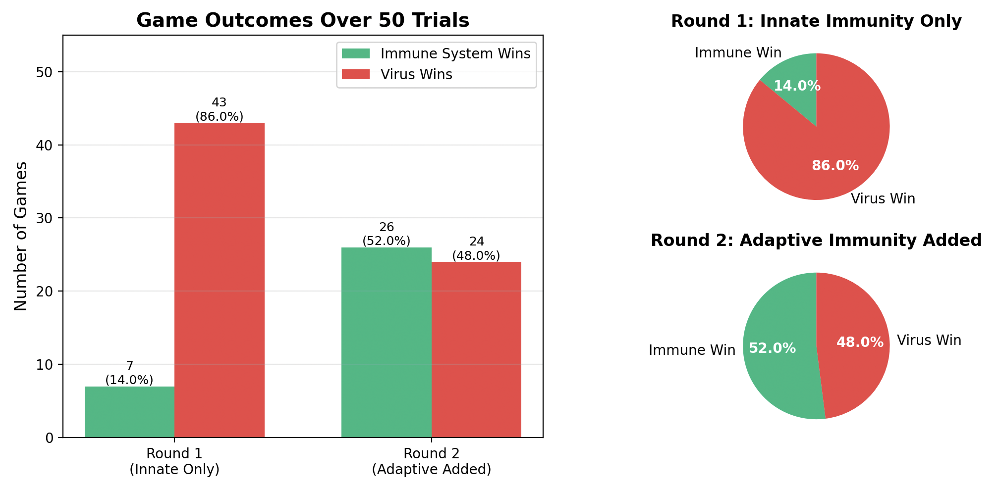 Game Outcomes Over 50 Trials
Number of Games
50
40
30
20
10
0
Immune System Wins
Virus Wins
7
(14.0%)
43
(86.0%)
26
(52.0%)
24
(48.0%)
Round 1
(Innate Only)
Round 2
(Adaptive Added)
Round 1: Innate Immunity Only
Immune Win
14.0%
86.0%
Virus Win
Round 2: Adaptive Immunity Added
Immune Win
52.0%
48.0%
Virus Win